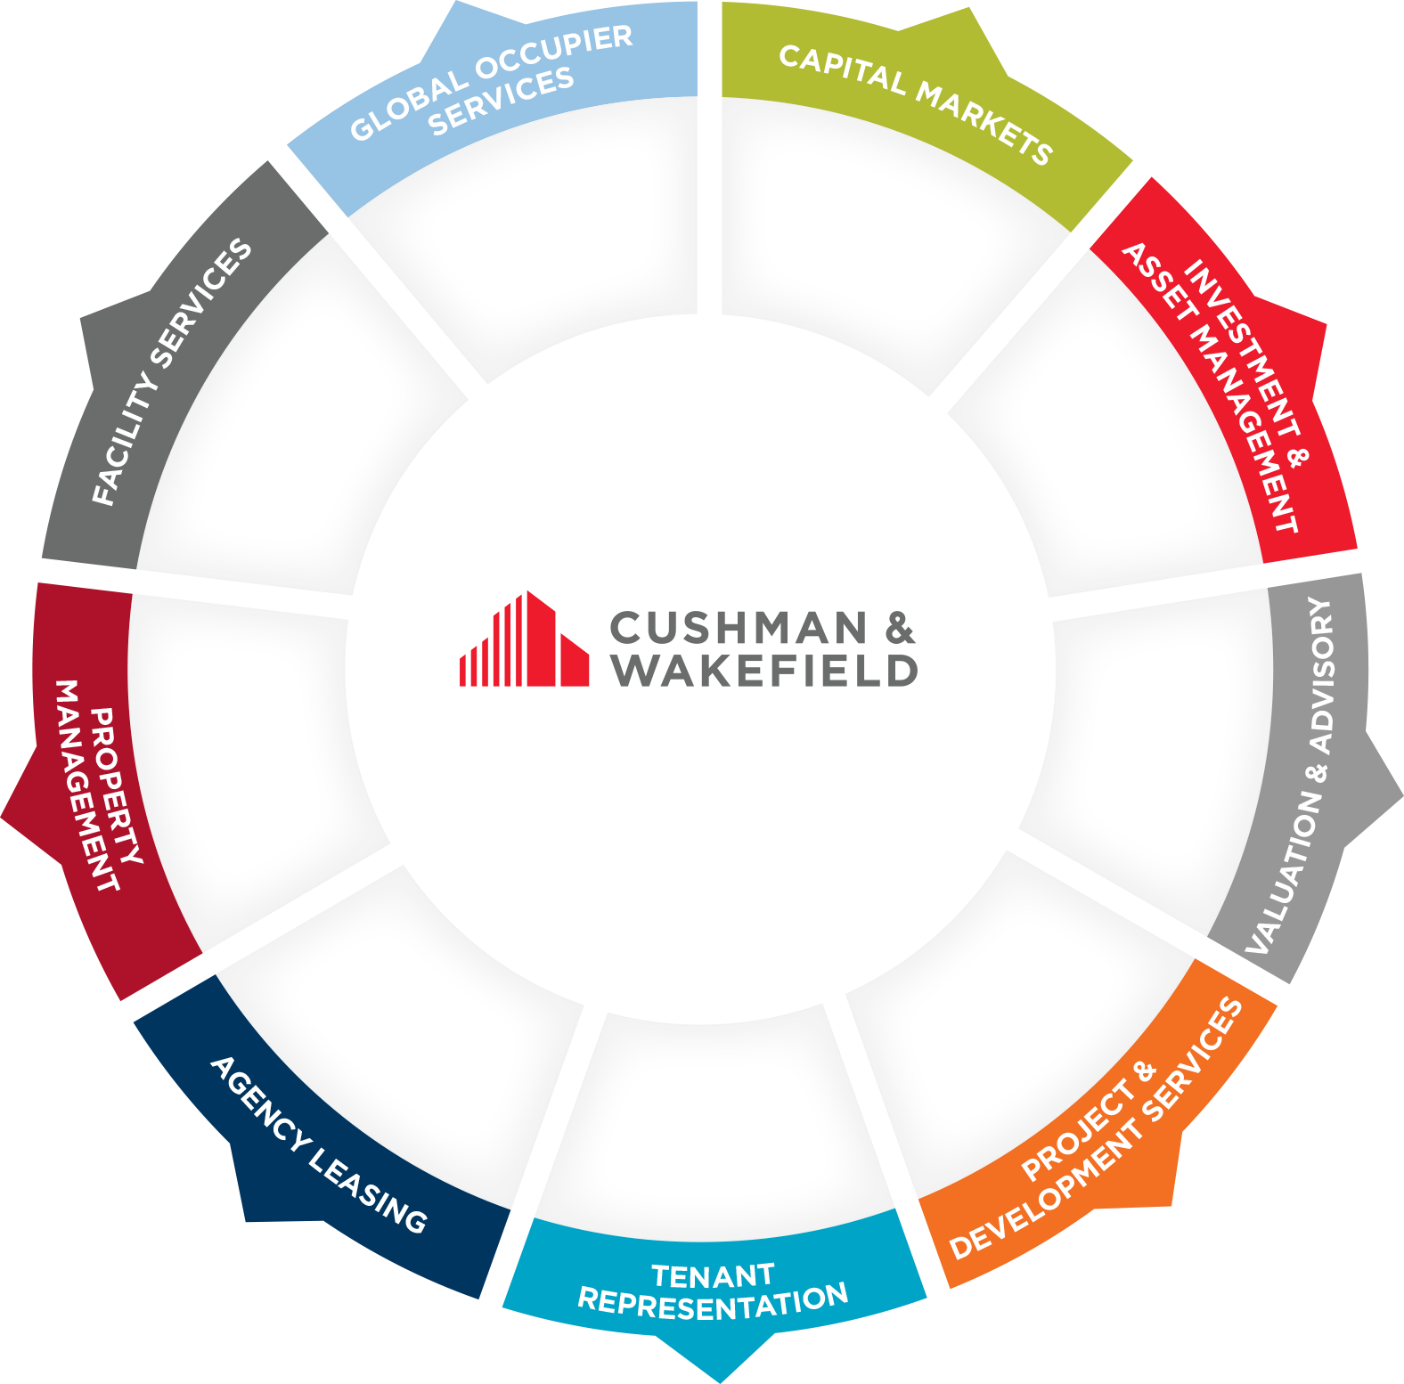 GLOBAL OCCUPIER
SERVICES
CAPITAL MARKETS
INVESTMENT &
ASSET MANAGEMENT
VALUATION & ADVISORY
PROJECT &
DEVELOPMENT SERVICES
TENANT
REPRESENTATION
AGENCY LEASING
PROPERTY
MANAGEMENT
FACILITY SERVICES
CUSHMAN &
WAKEFIELD